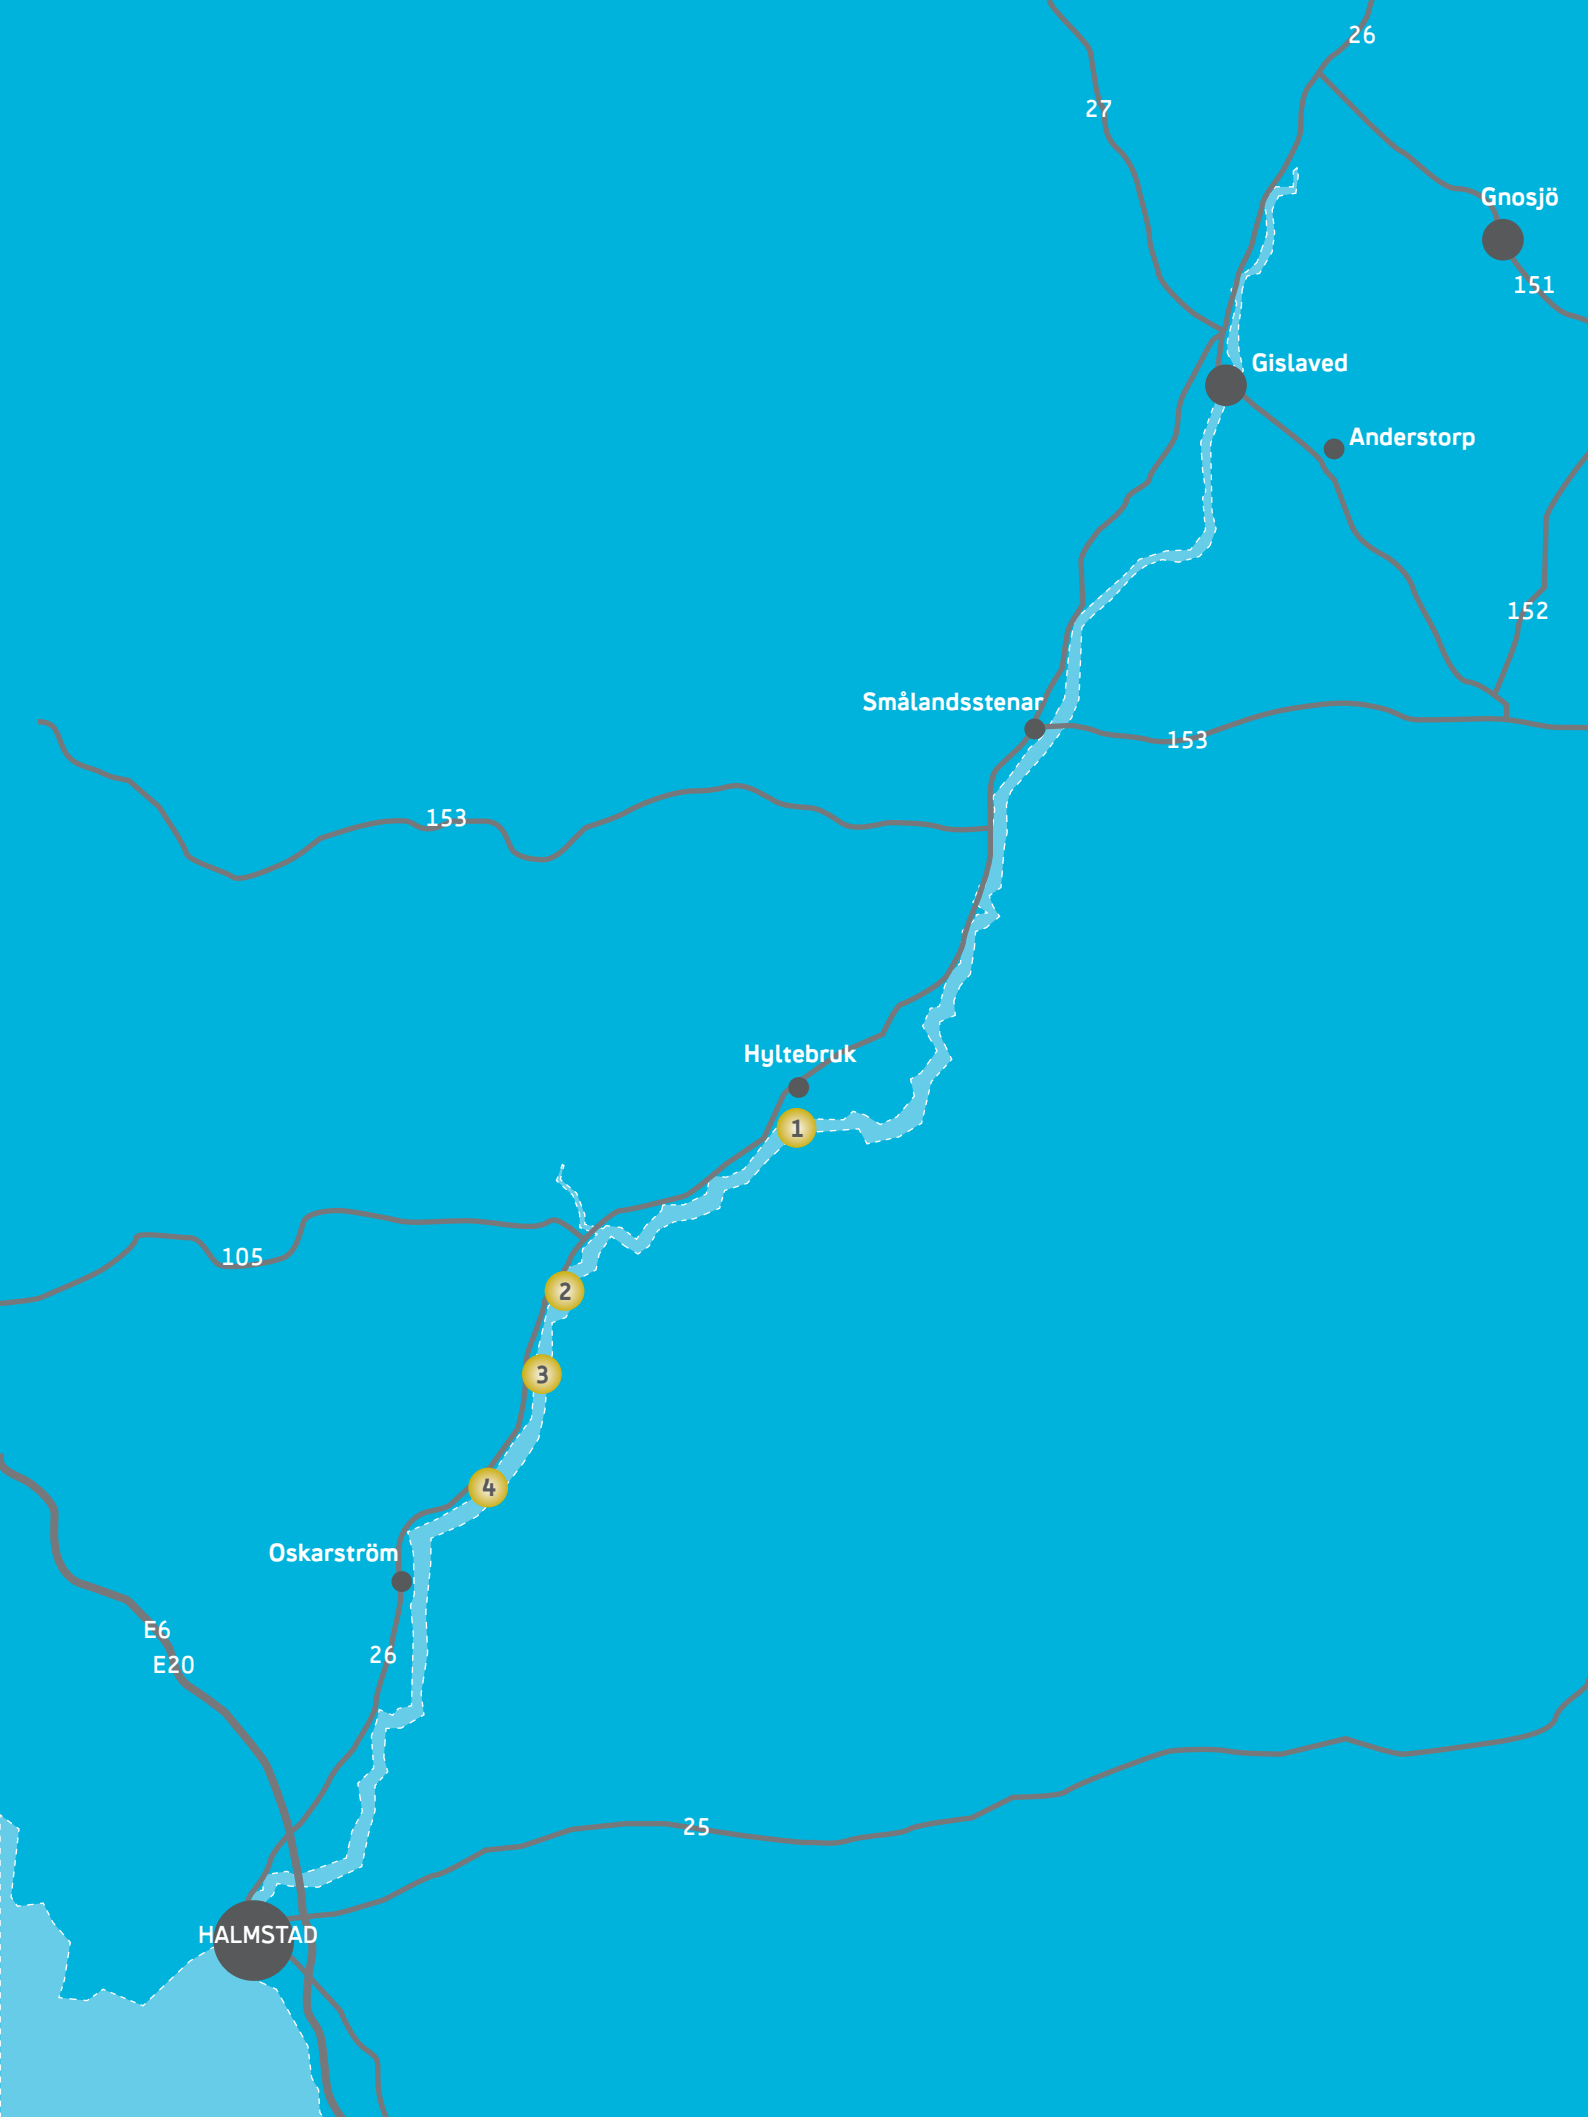 26
27
Gnosjö
151
Gislaved
Anderstorp
152
Smålandsstenar
153
153
Hyltebruk
1
105
2
3
4
Oskarström
E6
E20
26
25
HALMSTAD